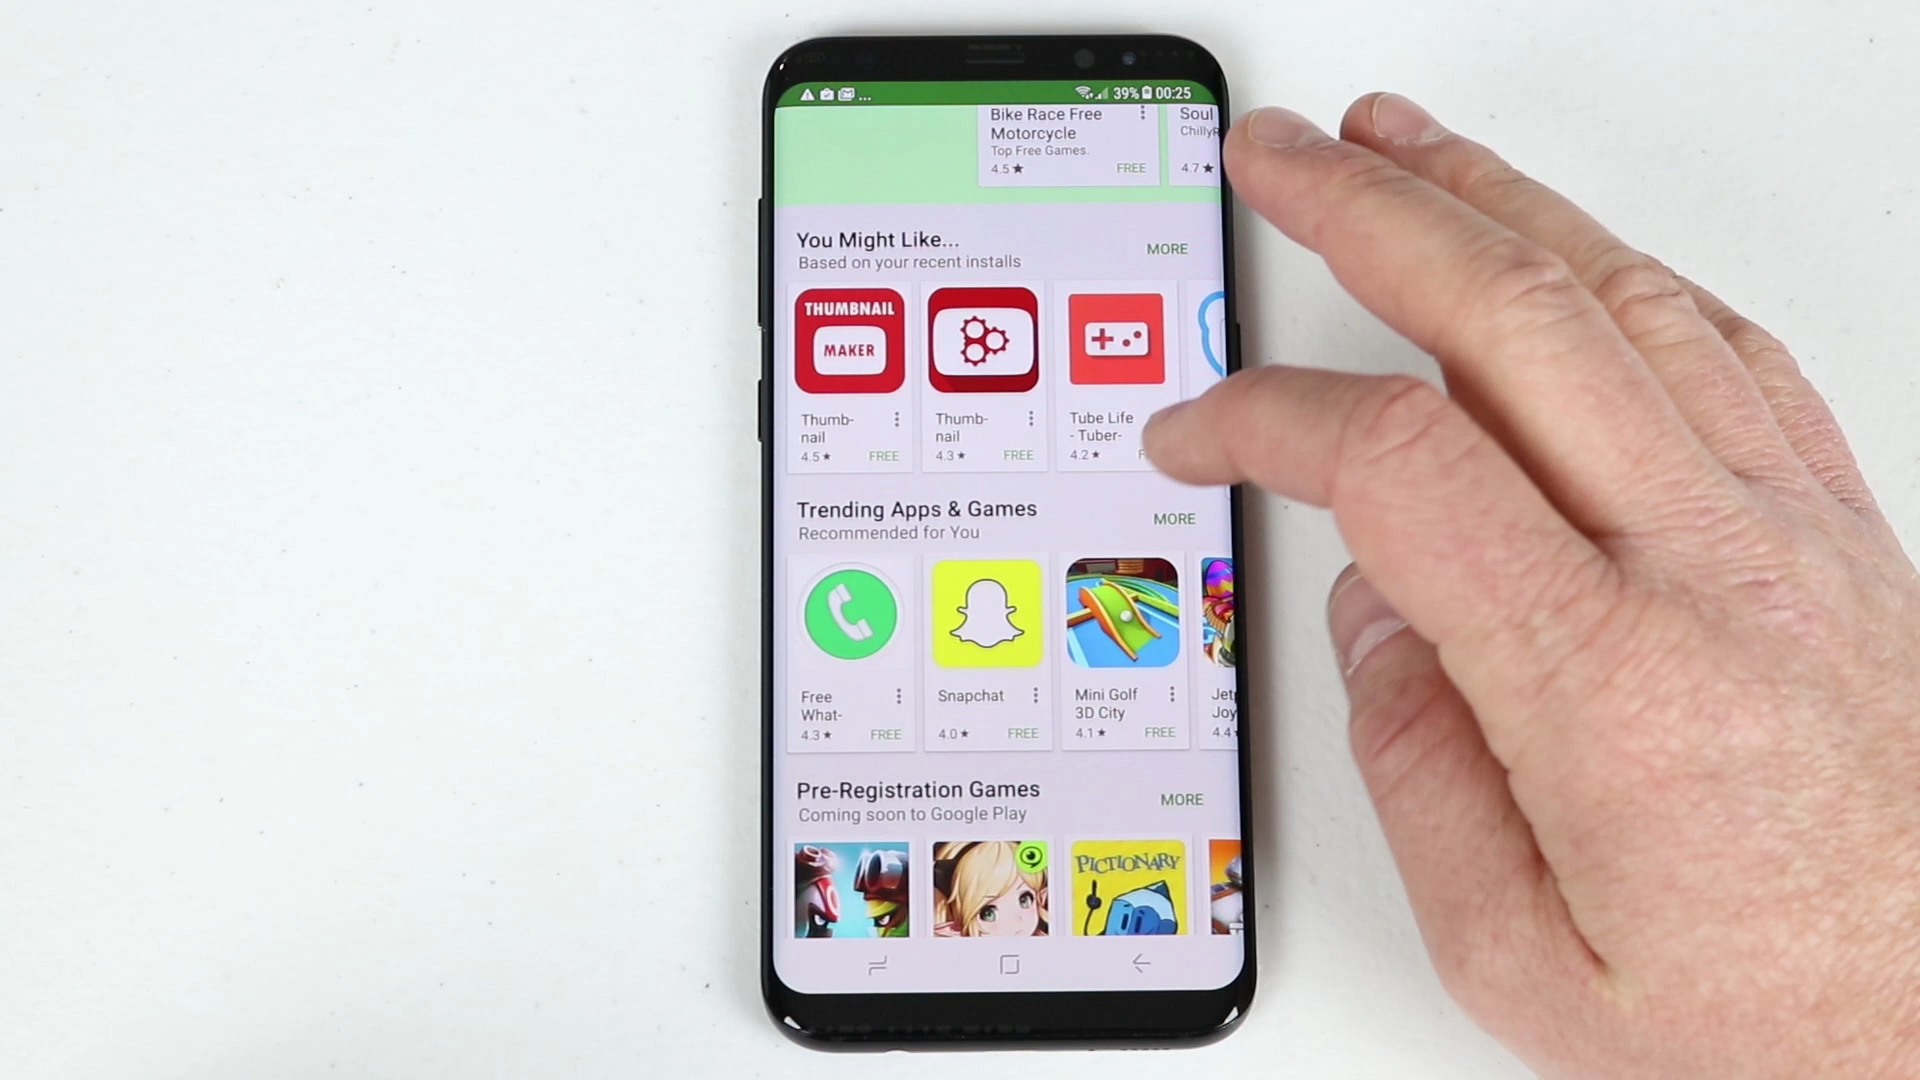 ... 39% 00:25
Bike Race Free
Motorcycle
Top Free Games.
4.5★ FREE
Soul
ChillyR
4.7★
You Might Like...
Based on your recent installs
MORE
THUMBNAIL
MAKER
Thumb-
nail
4.5★ FREE
Thumb-
nail
4.3★ FREE
Tube Life
- Tuber-
4.2★ F
Trending Apps & Games
Recommended for You
MORE
Free
What-
4.3★ FREE
Snapchat
4.0★ FREE
Mini Golf
3D City
4.1★ FREE
Jetp
Joy
4.4★
Pre-Registration Games
Coming soon to Google Play
MORE
PICTIONARY